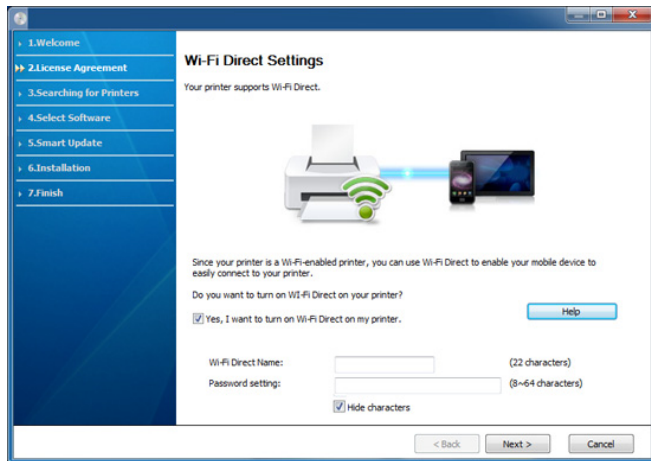 1.Welcome
2.License Agreement
3.Searching for Printers
4.Select Software
5.Smart Update
6.Installation
7.Finish
Wi-Fi Direct Settings
Your printer supports Wi-Fi Direct.
Since your printer is a Wi-Fi-enabled printer, you can use Wi-Fi Direct to enable your mobile device to
easily connect to your printer.
Do you want to turn on WI-Fi Direct on your printer?
Yes, I want to turn on Wi-Fi Direct on my printer.
Help
Wi-Fi Direct Name: (22 characters)
Password setting: (8~64 characters)
Hide characters
< Back Next > Cancel